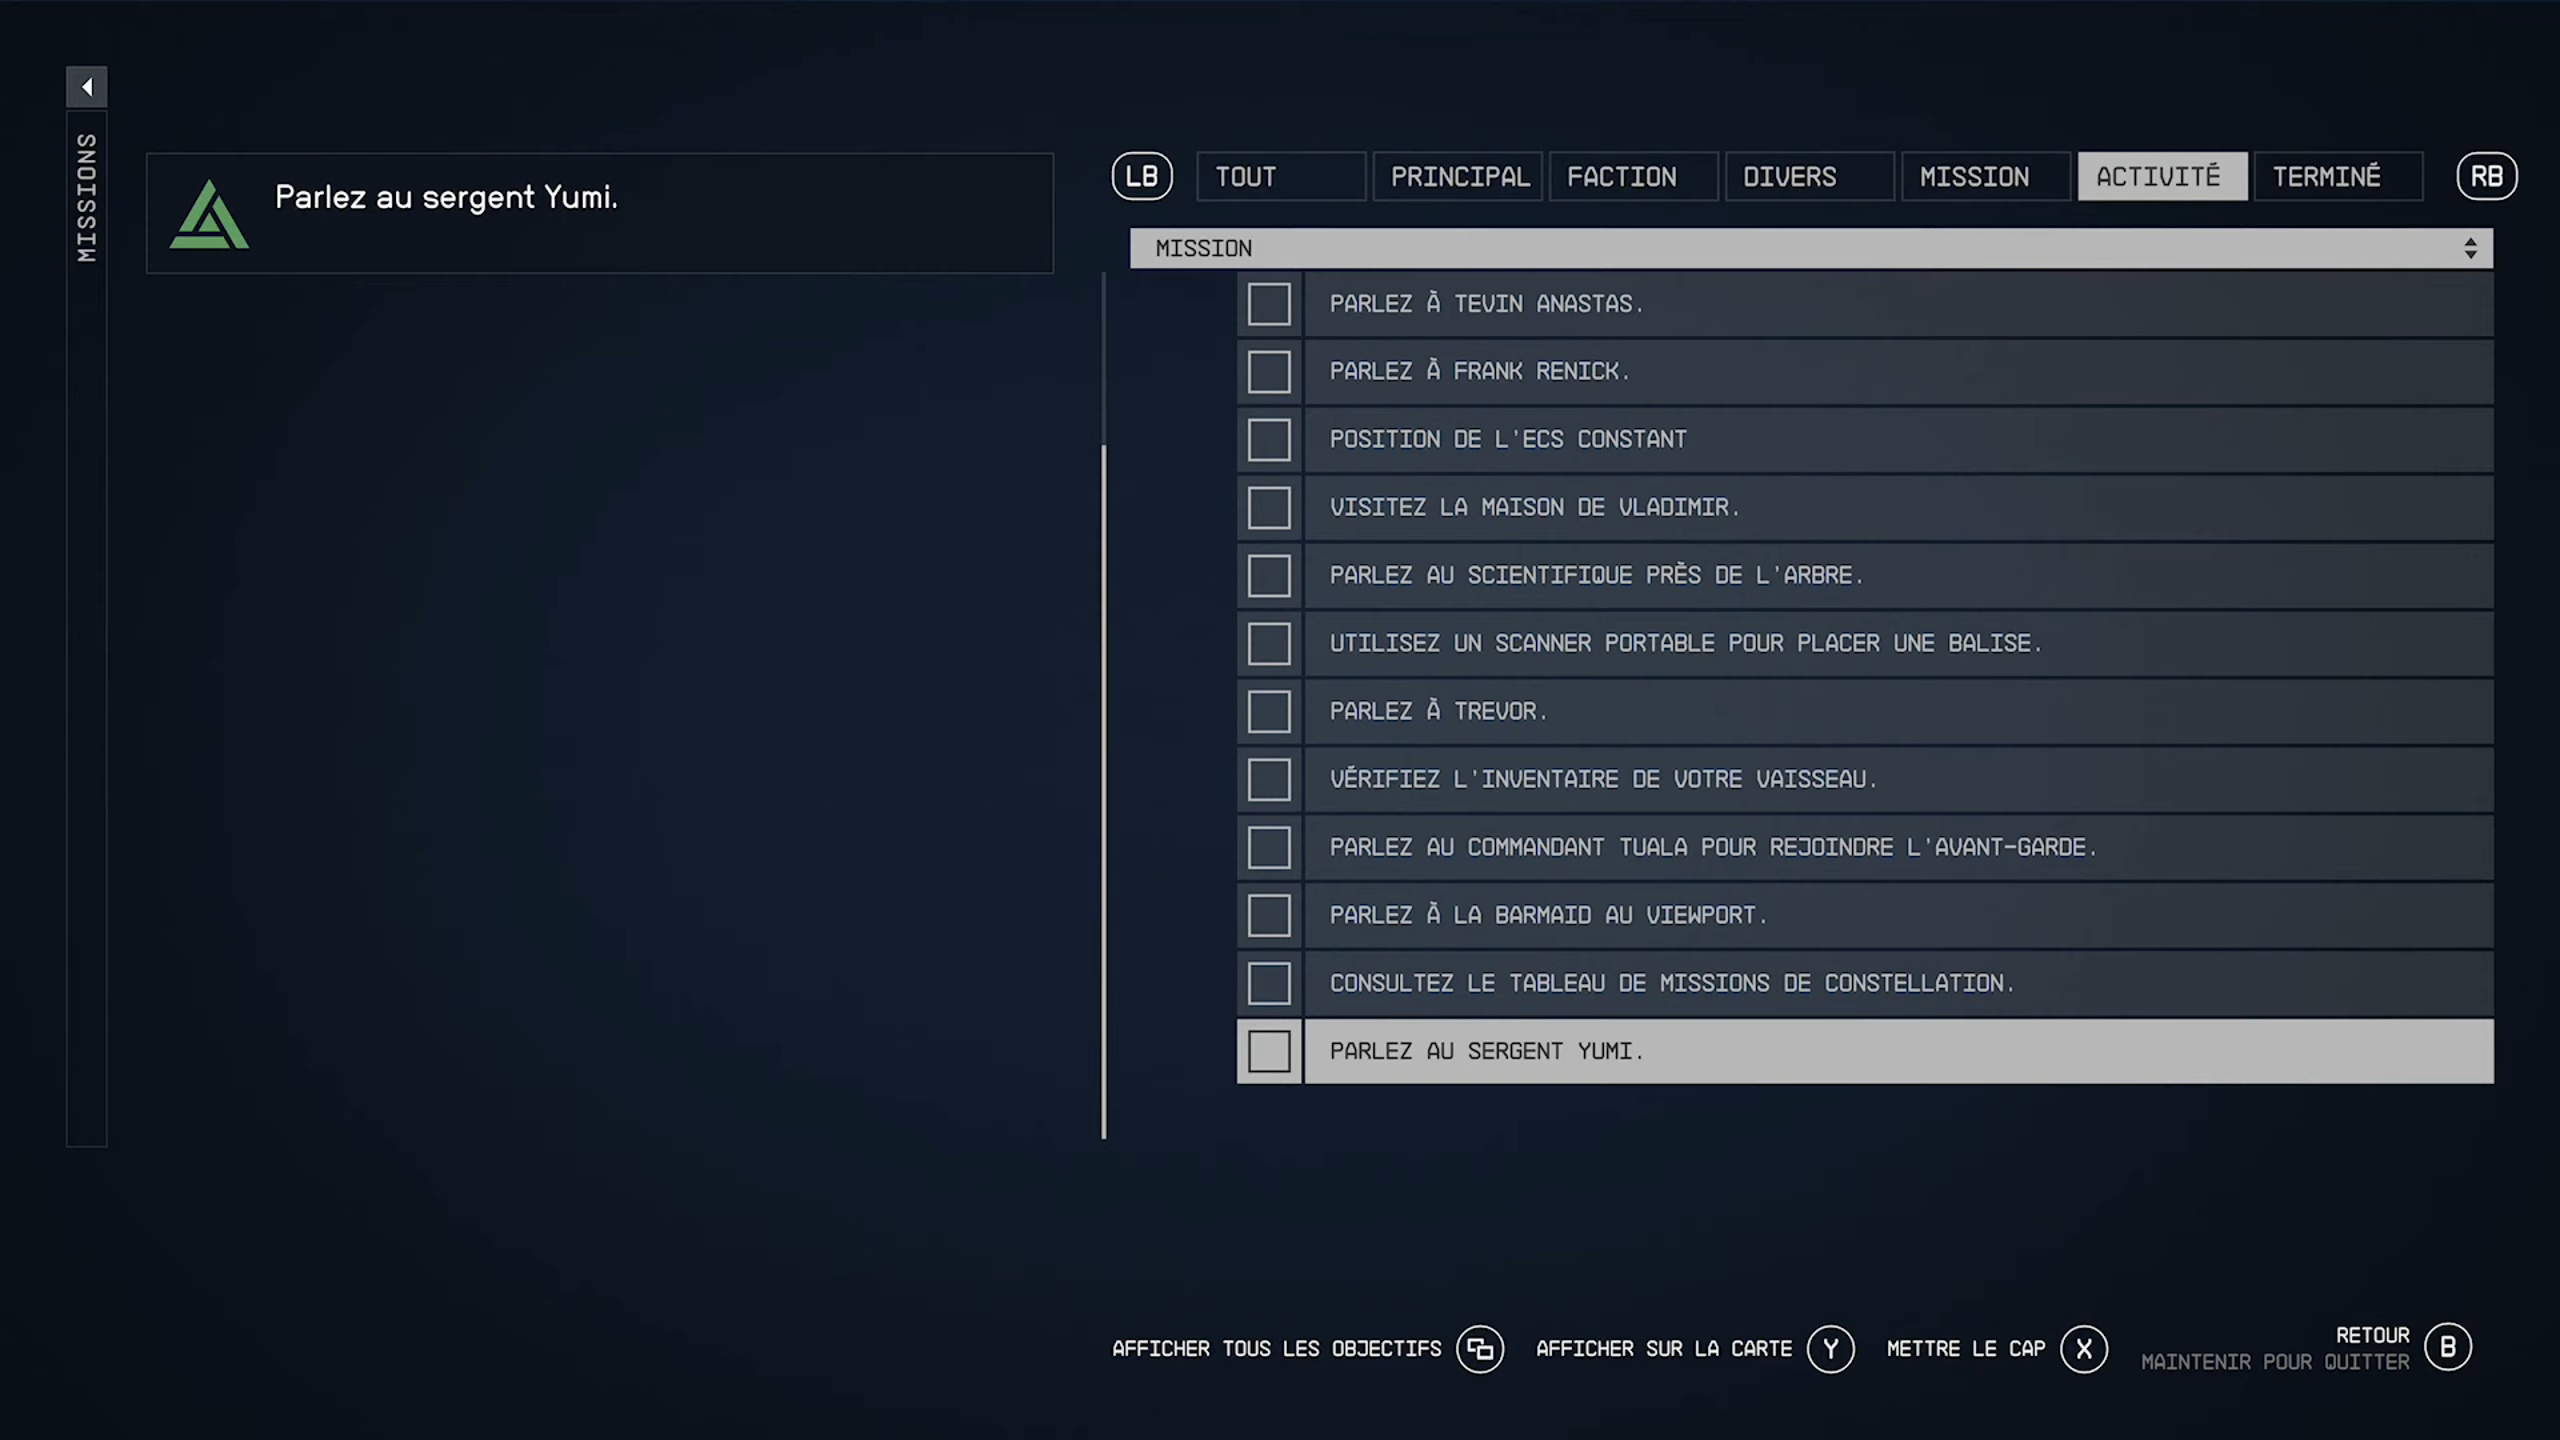 MISSIONS
Parlez au sergent Yumi.
LB
TOUT
PRINCIPAL
FACTION
DIVERS
MISSION
ACTIVITÉ
TERMINÉ
RB
MISSION
PARLEZ À TEVIN ANASTAS.
PARLEZ À FRANK RENICK.
POSITION DE L'ECS CONSTANT
VISITEZ LA MAISON DE VLADIMIR.
PARLEZ AU SCIENTIFIQUE PRÈS DE L'ARBRE.
UTILISEZ UN SCANNER PORTABLE POUR PLACER UNE BALISE.
PARLEZ À TREVOR.
VÉRIFIEZ L'INVENTAIRE DE VOTRE VAISSEAU.
PARLEZ AU COMMANDANT TUALA POUR REJOINDRE L'AVANT-GARDE.
PARLEZ À LA BARMAID AU VIEWPORT.
CONSULTEZ LE TABLEAU DE MISSIONS DE CONSTELLATION.
PARLEZ AU SERGENT YUMI.
AFFICHER TOUS LES OBJECTIFS
AFFICHER SUR LA CARTE Y
METTRE LE CAP X
RETOUR B
MAINTENIR POUR QUITTER